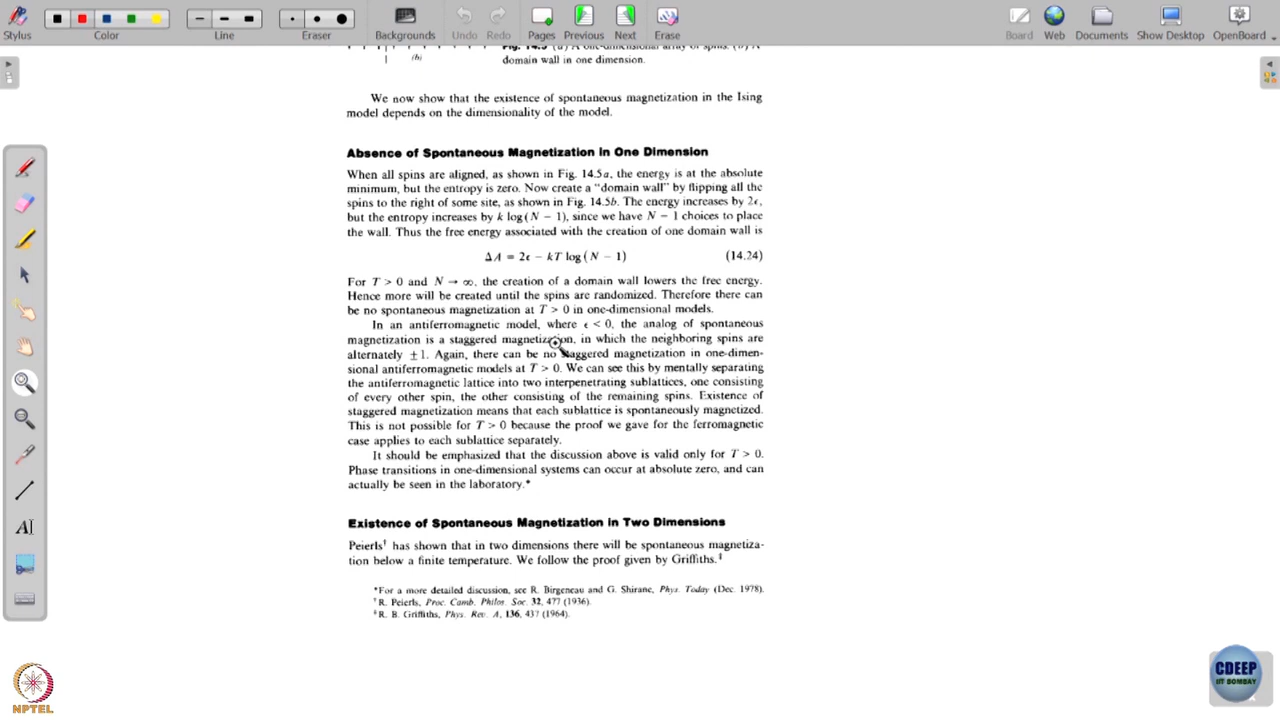 Stylus
Color
Line
Eraser
Backgrounds
Undo
Redo
Pages
Previous
Next
Erase
Board
Web
Documents
Show Desktop
OpenBoard
(b)
domain wall in one dimension.
We now show that the existence of spontaneous magnetization in the Ising
model depends on the dimensionality of the model.
Absence of Spontaneous Magnetization in One Dimension
When all spins are aligned, as shown in Fig. 14.5a, the energy is at the absolute
minimum, but the entropy is zero. Now create a “domain wall” by flipping all the
spins to the right of some site, as shown in Fig. 14.5b. The energy increases by 2ϵ,
but the entropy increases by k log(N − 1), since we have N − 1 choices to place
the wall. Thus the free energy associated with the creation of one domain wall is
ΔA = 2ϵ − kT log(N − 1) (14.24)
For T > 0 and N → ∞, the creation of a domain wall lowers the free energy.
Hence more will be created until the spins are randomized. Therefore there can
be no spontaneous magnetization at T > 0 in one-dimensional models.
In an antiferromagnetic model, where ϵ < 0, the analog of spontaneous
magnetization is a staggered magnetization, in which the neighboring spins are
alternately ±1. Again, there can be no staggered magnetization in one-dimen-
sional antiferromagnetic models at T > 0. We can see this by mentally separating
the antiferromagnetic lattice into two interpenetrating sublattices, one consisting
of every other spin, the other consisting of the remaining spins. Existence of
staggered magnetization means that each sublattice is spontaneously magnetized.
This is not possible for T > 0 because the proof we gave for the ferromagnetic
case applies to each sublattice separately.
It should be emphasized that the discussion above is valid only for T > 0.
Phase transitions in one-dimensional systems can occur at absolute zero, and can
actually be seen in the laboratory.*
Existence of Spontaneous Magnetization in Two Dimensions
Peierls† has shown that in two dimensions there will be spontaneous magnetiza-
tion below a finite temperature. We follow the proof given by Griffiths.‡
*For a more detailed discussion, see R. Birgeneau and G. Shirane, Phys. Today (Dec. 1978).
†R. Peierls, Proc. Camb. Philos. Soc. 32, 477 (1936).
‡R. B. Griffiths, Phys. Rev. A, 136, 437 (1964).
NPTEL
CDEEP
IIT BOMBAY